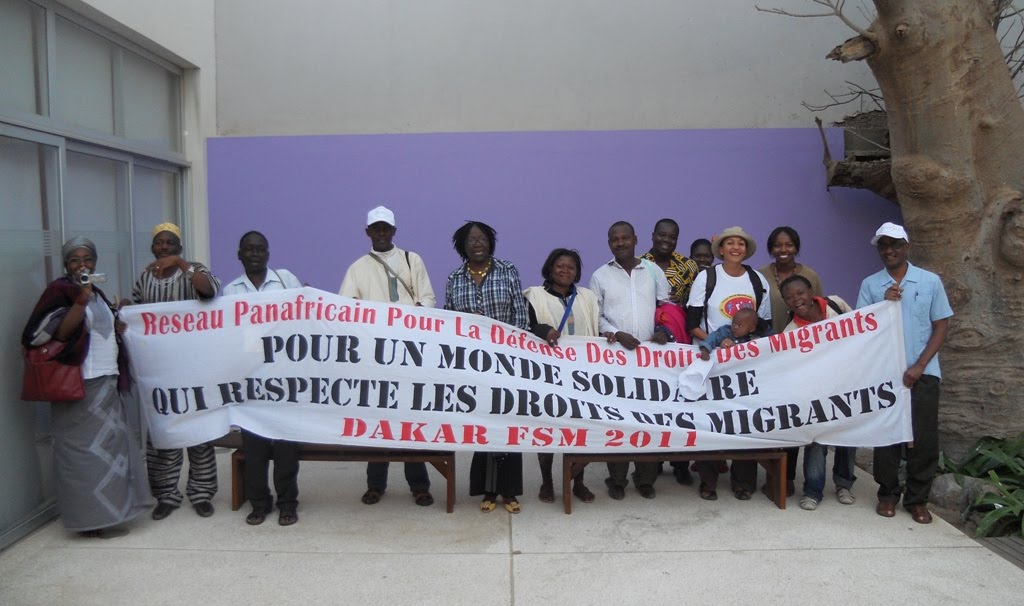 Reseau Panafricain Pour La Défense Des Droits Des Migrants
POUR UN MONDE SOLIDAIRE
QUI RESPECTE LES DROITS DES MIGRANTS
DAKAR FSM 2011